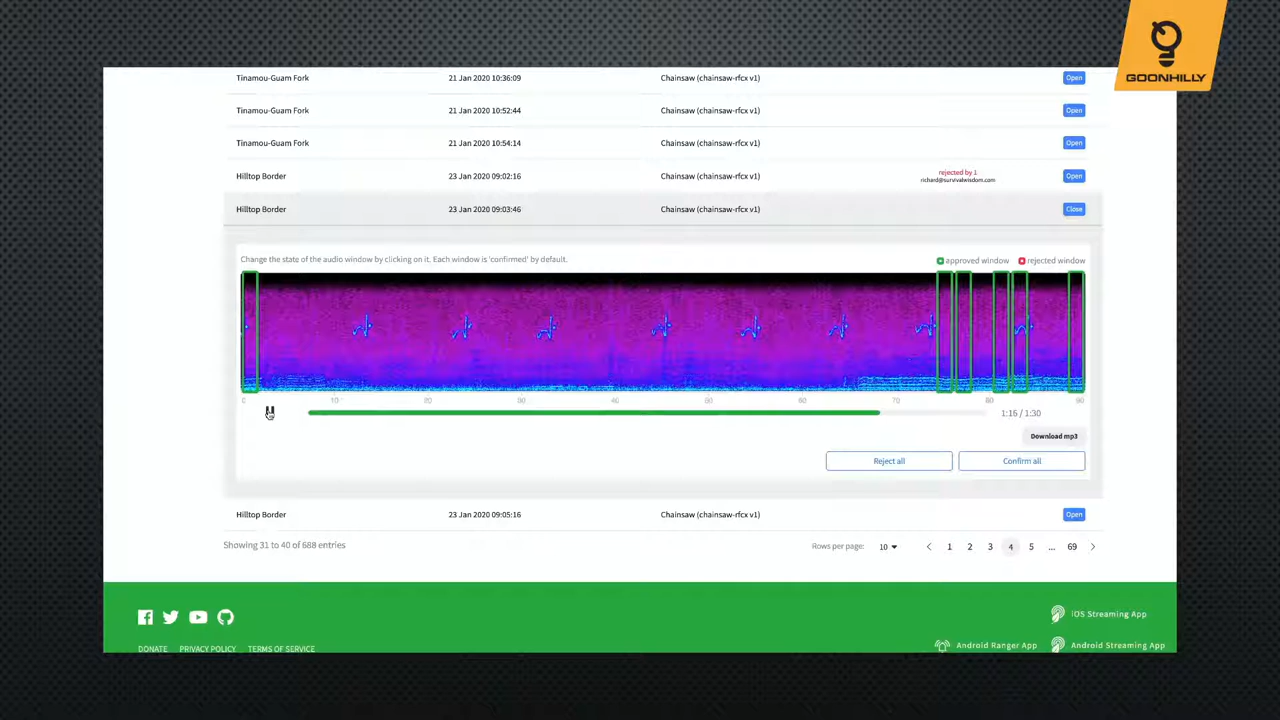 GOONHILLY
Tinamou-Guam Fork 21 Jan 2020 10:36:09 Chainsaw (chainsaw-rfcx v1) Open
Tinamou-Guam Fork 21 Jan 2020 10:52:44 Chainsaw (chainsaw-rfcx v1) Open
Tinamou-Guam Fork 21 Jan 2020 10:54:14 Chainsaw (chainsaw-rfcx v1) Open
Hilltop Border 23 Jan 2020 09:02:16 Chainsaw (chainsaw-rfcx v1) rejected by 1 Open
richard@survivalwisdom.com
Hilltop Border 23 Jan 2020 09:03:46 Chainsaw (chainsaw-rfcx v1) Close
Change the state of the audio window by clicking on it. Each window is 'confirmed' by default. approved window rejected window
0 10 20 30 40 50 60 70 80 90
1:16 / 1:30
Download mp3
Reject all Confirm all
Hilltop Border 23 Jan 2020 09:05:16 Chainsaw (chainsaw-rfcx v1) Open
Showing 31 to 40 of 688 entries Rows per page: 10 1 2 3 4 5 ... 69
iOS Streaming App
DONATE PRIVACY POLICY TERMS OF SERVICE Android Ranger App Android Streaming App